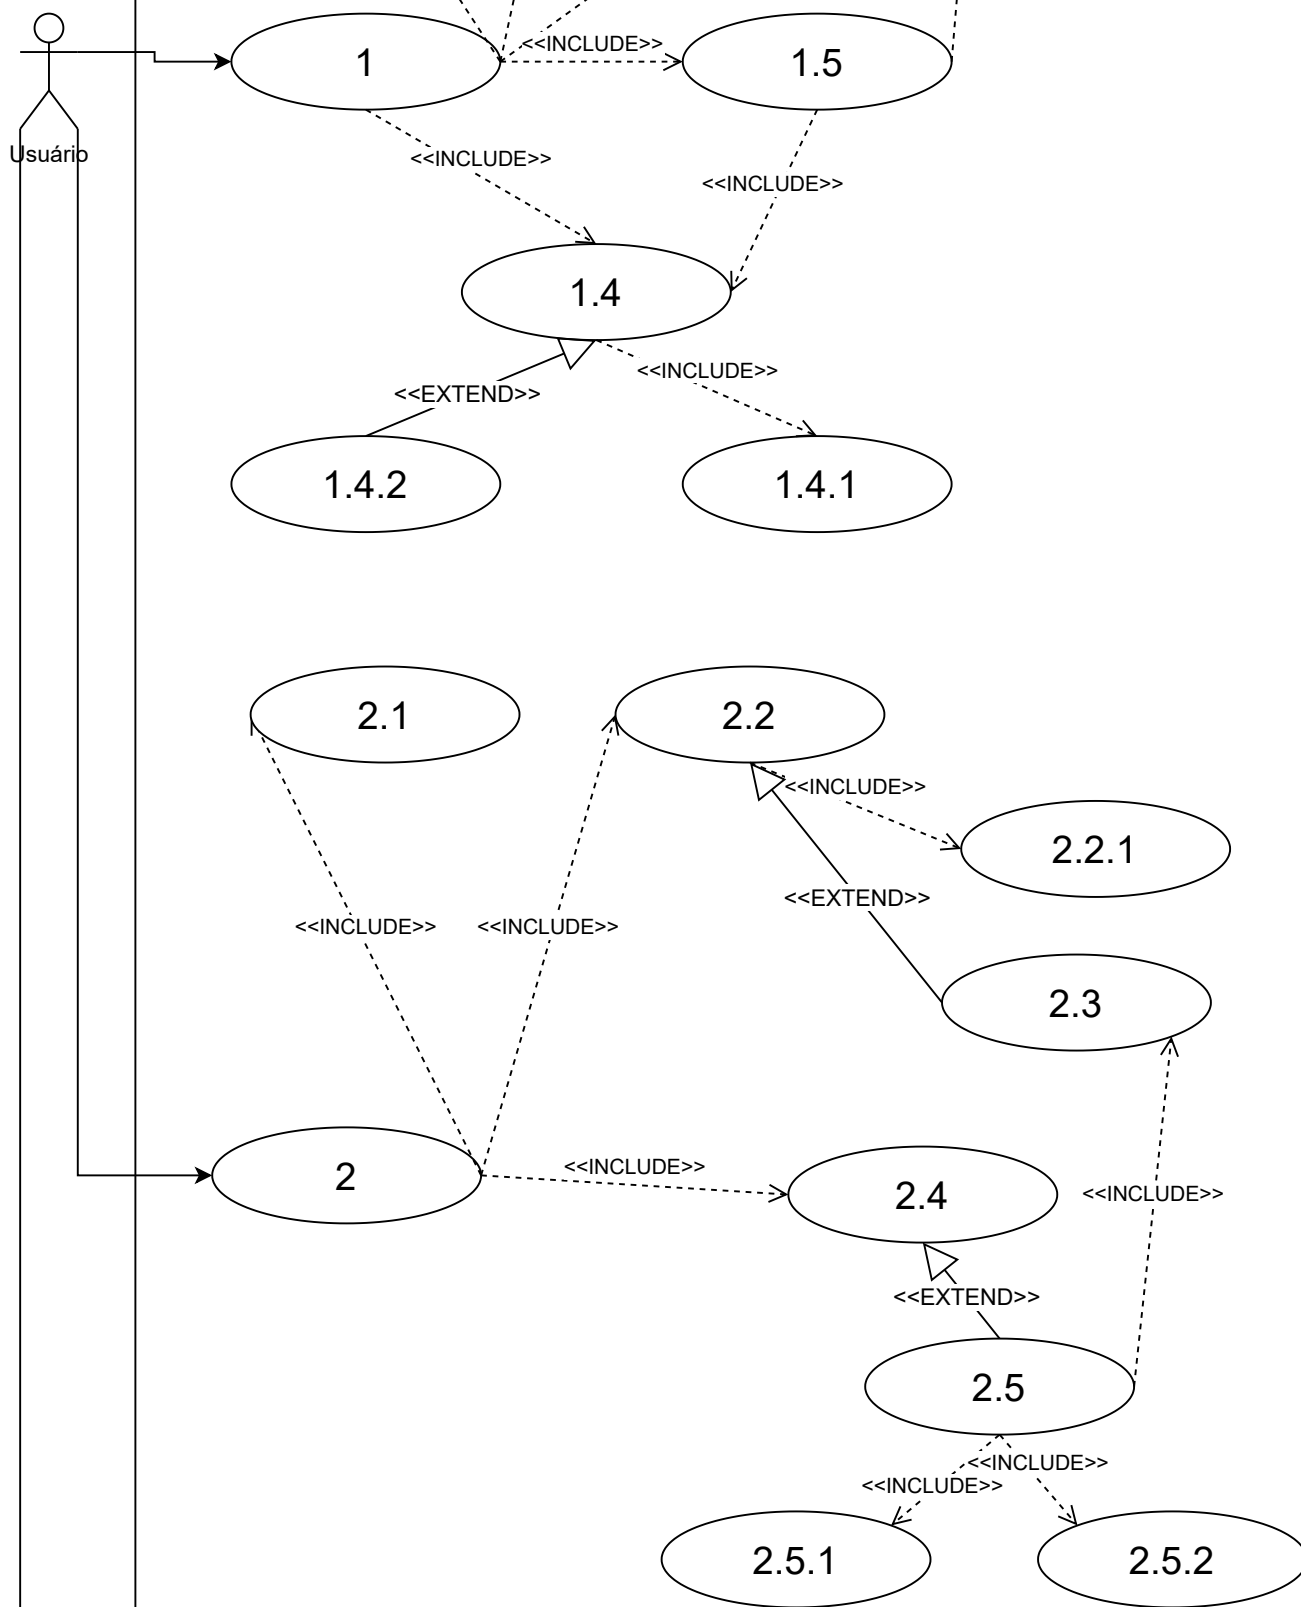 <<INCLUDE>>
1
1.5
Usuário
<<INCLUDE>>
<<INCLUDE>>
1.4
<<INCLUDE>>
<<EXTEND>>
1.4.2
1.4.1
2.1
2.2
<<INCLUDE>>
2.2.1
<<EXTEND>>
<<INCLUDE>>
<<INCLUDE>>
2.3
<<INCLUDE>>
2
2.4
<<INCLUDE>>
<<EXTEND>>
2.5
<<INCLUDE>>
<<INCLUDE>>
2.5.1
2.5.2